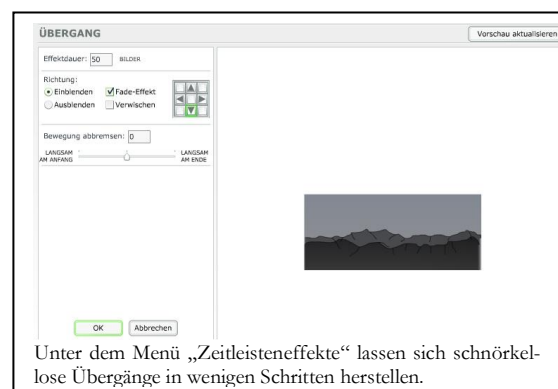 ÜBERGANG
Vorschau aktualisieren
Effektdauer: 50 BILDER
Richtung:
Einblenden Fade-Effekt
Ausblenden Verwischen
Bewegung abbremsen: 0
LANGSAM AM ANFANG
LANGSAM AM ENDE
OK Abbrechen
Unter dem Menü „Zeitleisteneffekte“ lassen sich schnörkel-
lose Übergänge in wenigen Schritten herstellen.